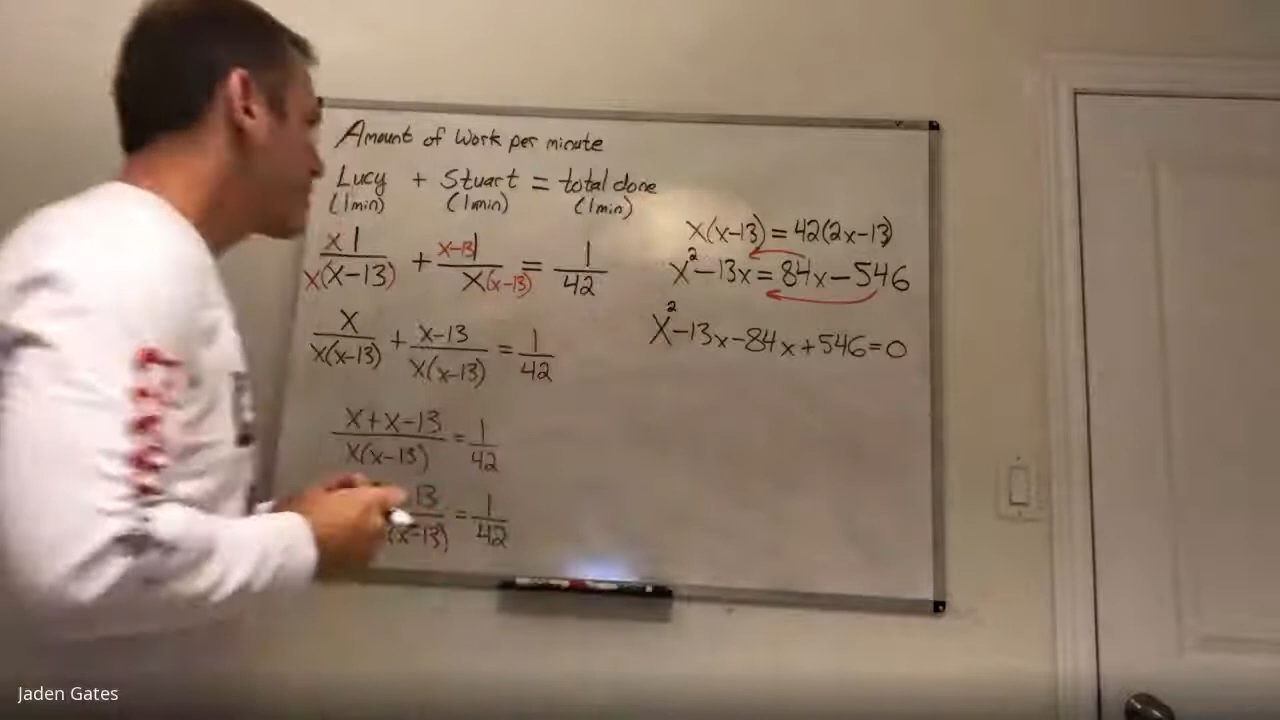 Amount of Work per minute
Lucy + Stuart = total done
(1min) (1min) (1min)
x 1 x-13 1 1
x(x-13) + x(x-13) = 42
x x-13 1
x(x-13) + x(x-13) = 42
x+x-13 1
x(x-13) = 42
-13 1
(x-13) = 42
x(x-13)=42(2x-13)
x²-13x=84x-546
x²-13x-84x+546=0
Jaden Gates